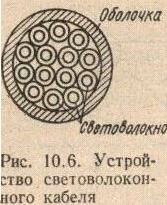 Оболочка
Световолокно
Рис. 10.6. Устрой-
ство световолокон-
ного кабеля